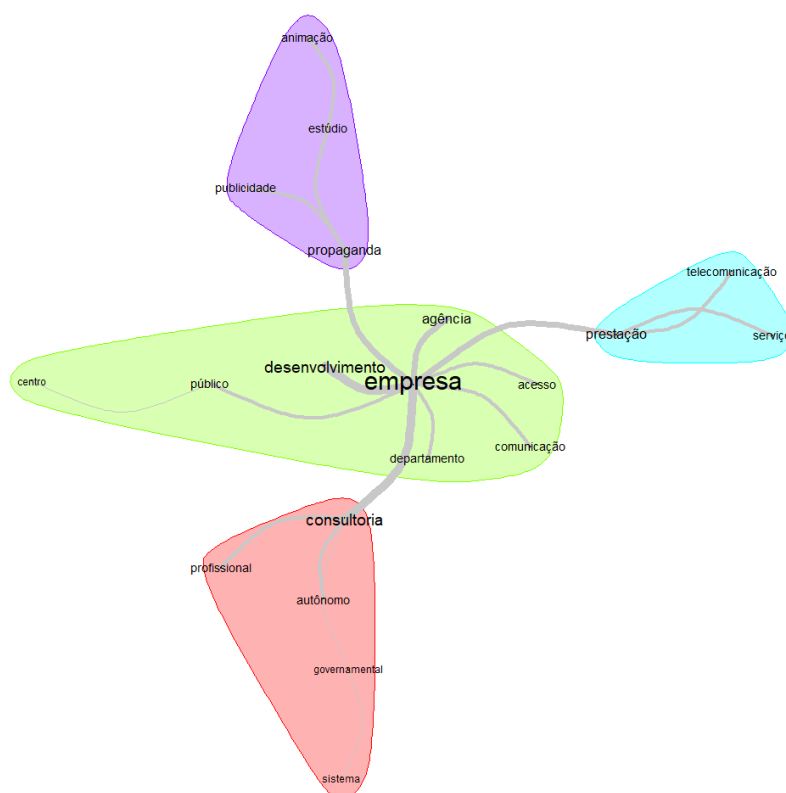 animação
estúdio
publicidade
propaganda
telecomunicação
agência
prestação
serviço
desenvolvimento
empresa
centro
público
acesso
comunicação
departamento
consultoria
profissional
autônomo
governamental
sistema